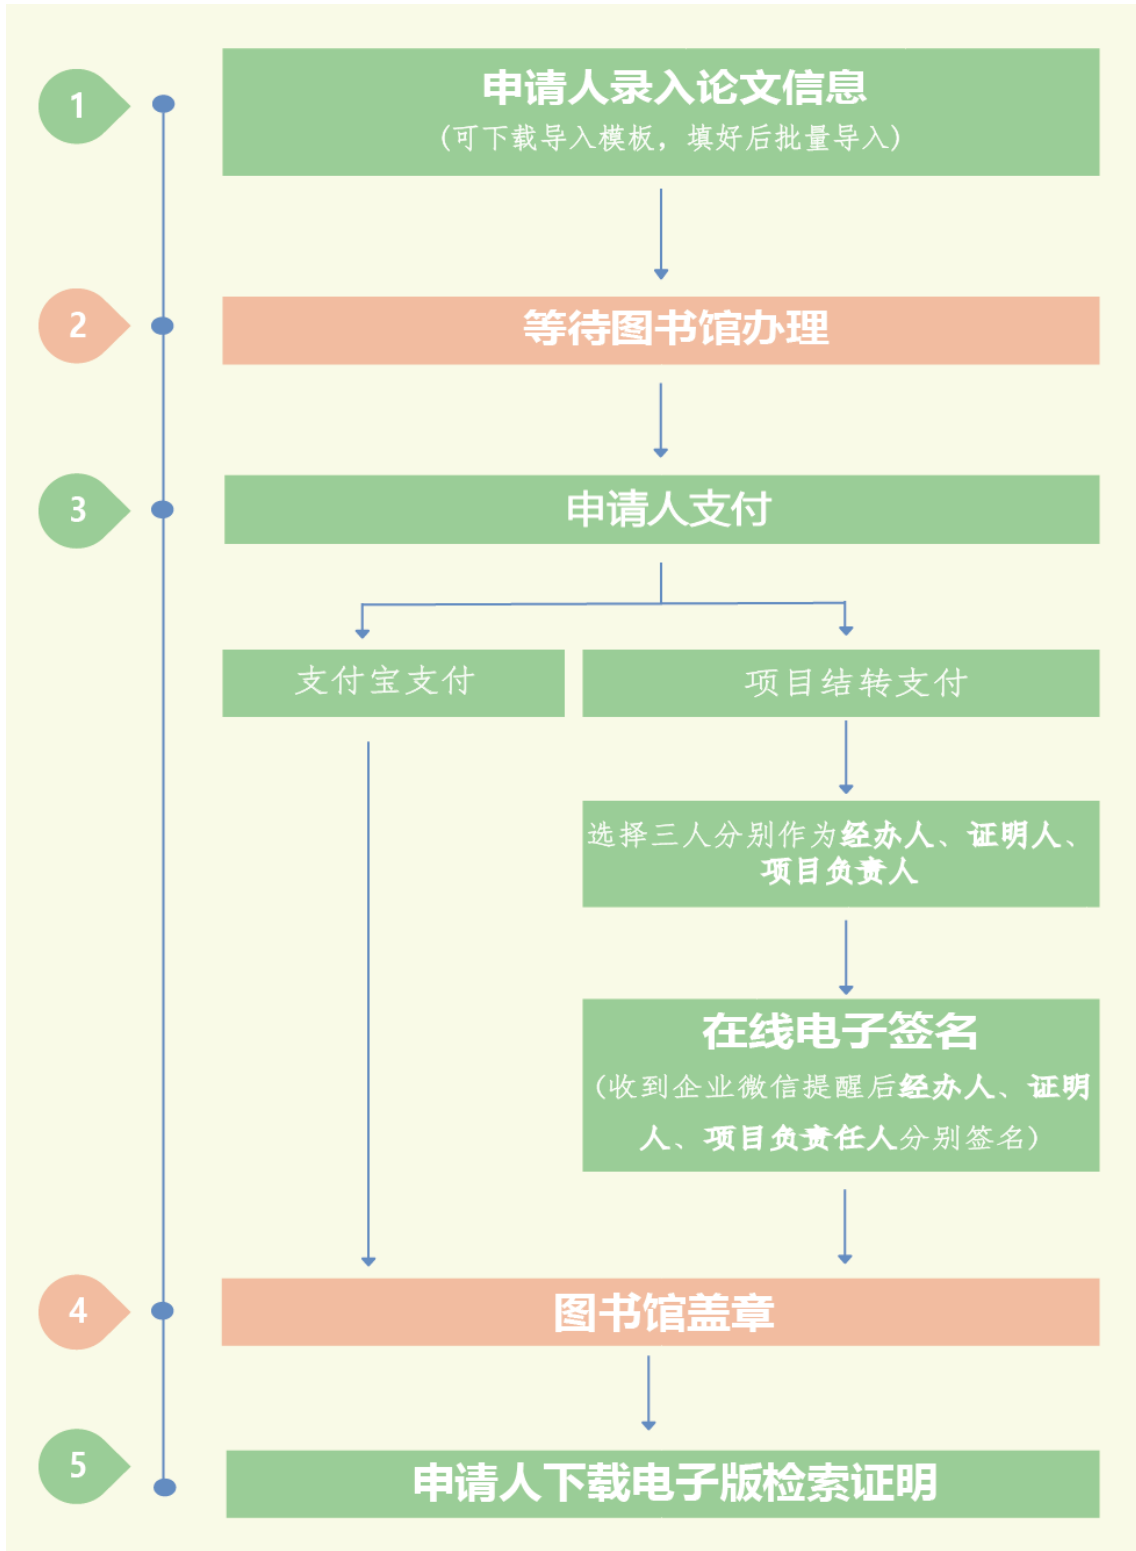 1
申请人录入论文信息
(可下载导入模板，填好后批量导入)
2
等待图书馆办理
3
申请人支付
支付宝支付
项目结转支付
选择三人分别作为经办人、证明人、
项目负责人
在线电子签名
(收到企业微信提醒后经办人、证明
人、项目负责任人分别签名)
4
图书馆盖章
5
申请人下载电子版检索证明